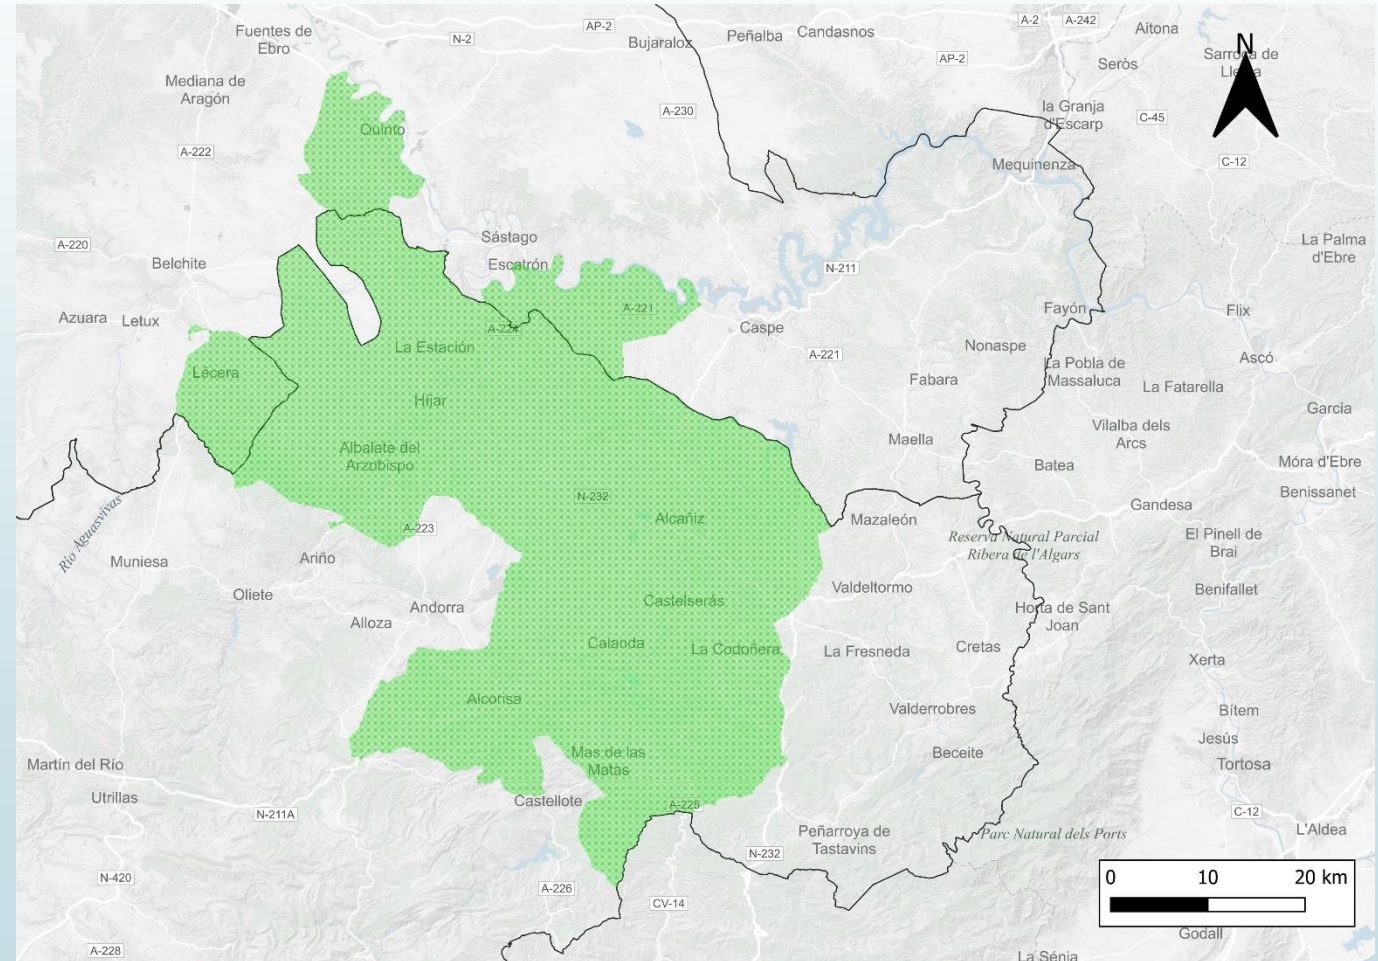 Fuentes de
Ebro
N-2
AP-2
Bujaraloz
Peñalba
Candasnos
A-2
A-242
Aitona
AP-2
Seròs
Sarroca de
Lleida
N
Mediana de
Aragón
Quinto
A-230
la Granja
d'Escarp
C-45
A-222
Mequinenza
C-12
A-220
Belchite
Sástago
Escatrón
N-211
La Palma
d'Ebre
Azuara
Letux
A-224
A-221
Caspe
Fayón
Flix
La Estación
A-221
Nonaspe
Ascó
Lécera
Fabara
La Pobla de
Massaluca
La Fatarella
Híjar
Garcia
Albalate del
Arzobispo
Maella
Vilalba dels
Arcs
Batea
Móra d'Ebre
Benissanet
Río Aguasvivas
N-232
Gandesa
A-223
Alcañiz
Mazaleón
Reserva Natural Parcial
Ribera de l'Algars
El Pinell de
Brai
Muniesa
Ariño
Oliete
Andorra
Castelserás
Valdeltormo
Benifallet
Alloza
Horta de Sant
Joan
Calanda
La Codoñera
La Fresneda
Cretas
Xerta
Alcorisa
Valderrobres
Bítem
Mas de las
Matas
Beceite
Jesús
Martín del Río
Tortosa
Utrillas
Castellote
A-225
N-211A
C-12
Peñarroya de
Tastavins
Parc Natural dels Ports
L'Aldea
N-232
N-420
A-226
CV-14
0 10 20 km
Godall
A-228
La Sénia